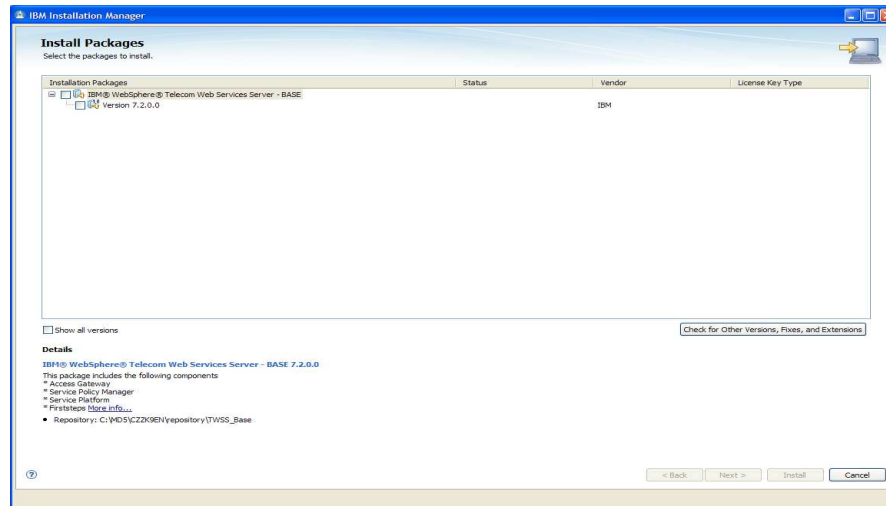 IBM Installation Manager
Install Packages
Select the packages to install.
Installation Packages Status Vendor License Key Type
IBM® WebSphere® Telecom Web Services Server - BASE
Version 7.2.0.0 IBM
Show all versions Check for Other Versions, Fixes, and Extensions
Details
IBM® WebSphere® Telecom Web Services Server - BASE 7.2.0.0
This package includes the following components
* Access Gateway
* Service Policy Manager
* Service Platform
* Firststeps More info...
• Repository: C:\MD5\CZZK9EN\repository\TWSS_Base
? < Back Next > Install Cancel